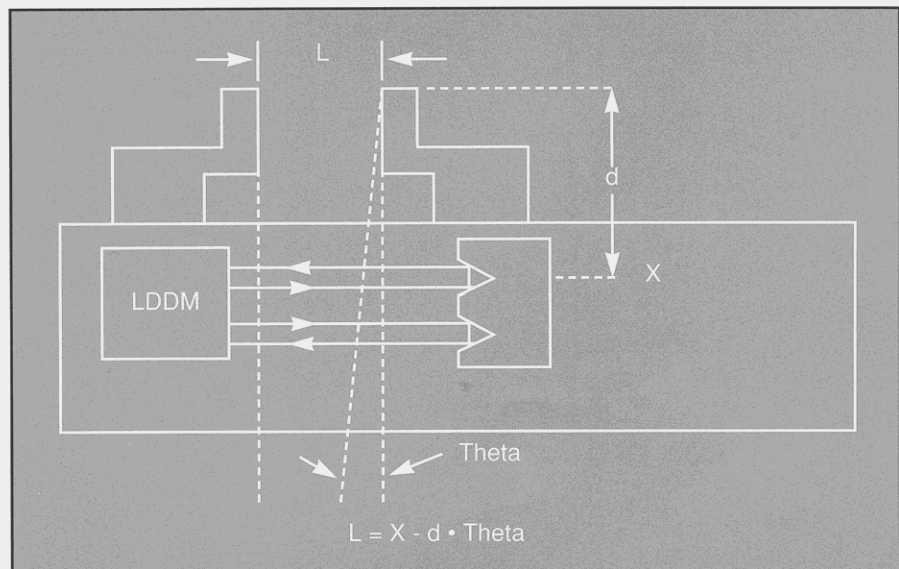 L
d
X
LDDM
Theta
L = X - d • Theta